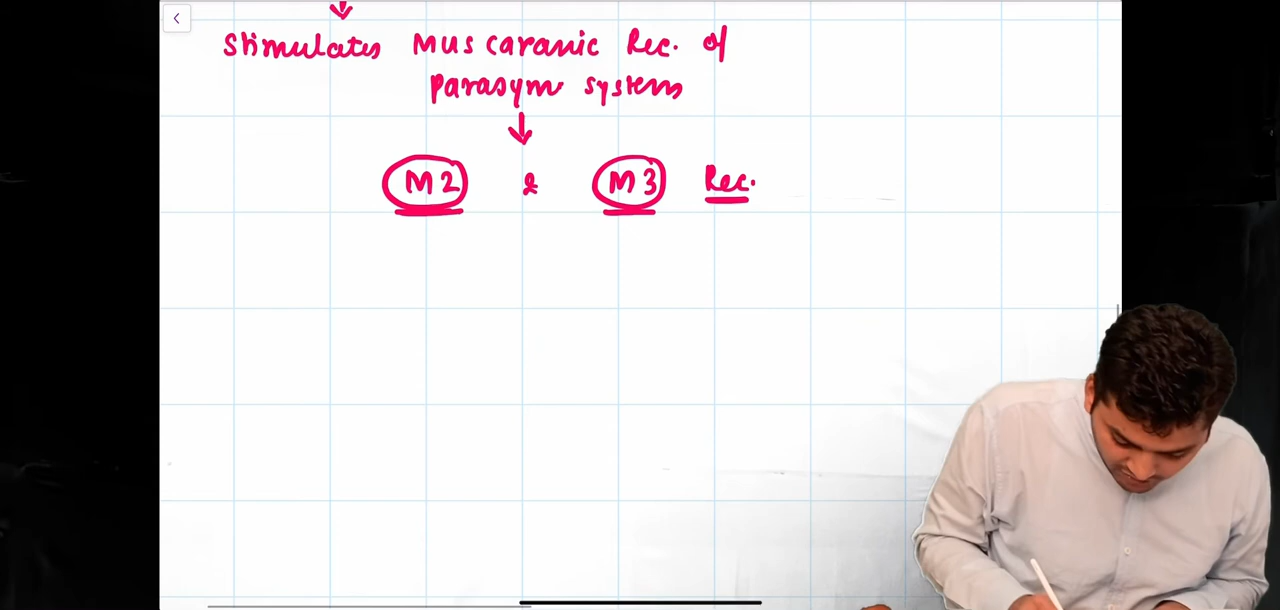 Stimulates Muscaranic Rec. of
Parasym system
M2 & M3 Rec.